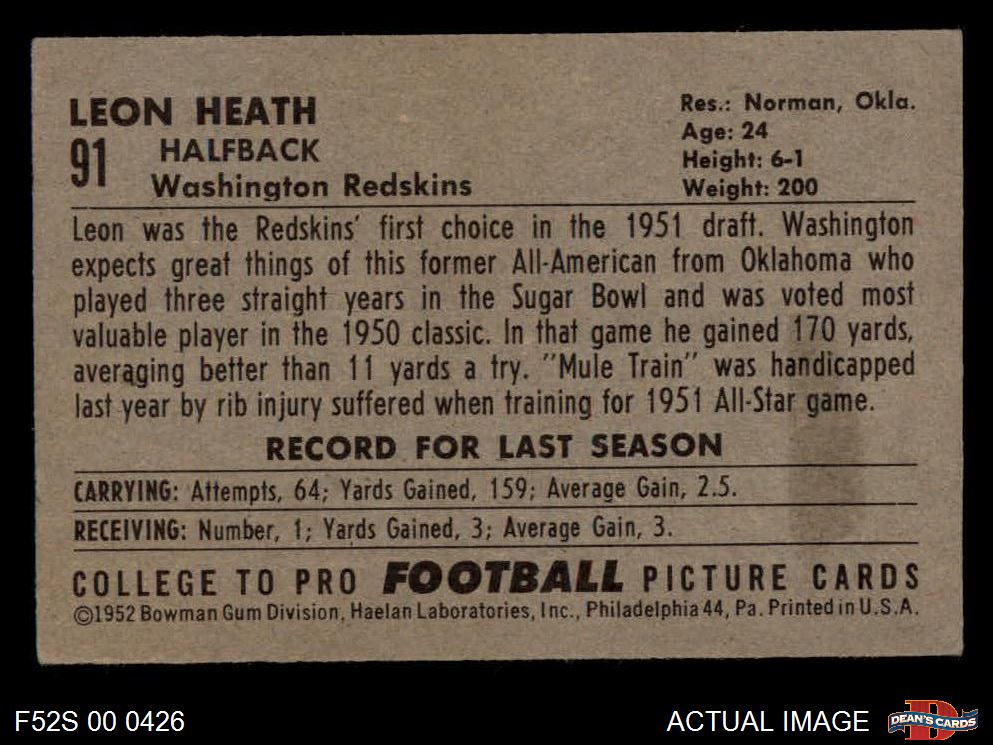 LEON HEATH
91 HALFBACK
Washington Redskins
Res.: Norman, Okla.
Age: 24
Height: 6-1
Weight: 200
Leon was the Redskins' first choice in the 1951 draft. Washington
expects great things of this former All-American from Oklahoma who
played three straight years in the Sugar Bowl and was voted most
valuable player in the 1950 classic. In that game he gained 170 yards,
averaging better than 11 yards a try. "Mule Train" was handicapped
last year by rib injury suffered when training for 1951 All-Star game.
RECORD FOR LAST SEASON
CARRYING: Attempts, 64; Yards Gained, 159; Average Gain, 2.5.
RECEIVING: Number, 1; Yards Gained, 3; Average Gain, 3.
COLLEGE TO PRO FOOTBALL PICTURE CARDS
©1952 Bowman Gum Division, Haelan Laboratories, Inc., Philadelphia 44, Pa. Printed in U.S.A.
F52S 00 0426
ACTUAL IMAGE
D
DEAN'S CARDS